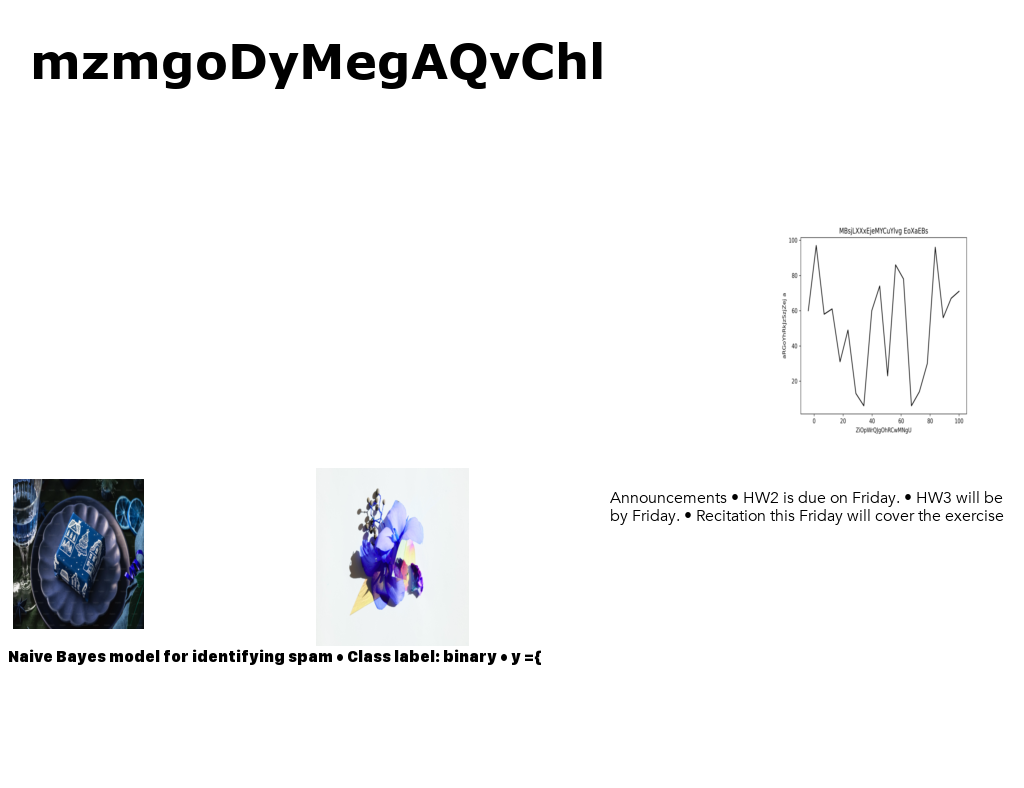 mzmgoDyMegAQvChl
MBsjLXXxEjeMYCuYlvg EoXaEBs
100
80
60
40
20
0 20 40 60 80 100
ZlOpWrQJgOhRCwMNgU
Announcements • HW2 is due on Friday. • HW3 will be
by Friday. • Recitation this Friday will cover the exercise
Naive Bayes model for identifying spam • Class label: binary • y ={